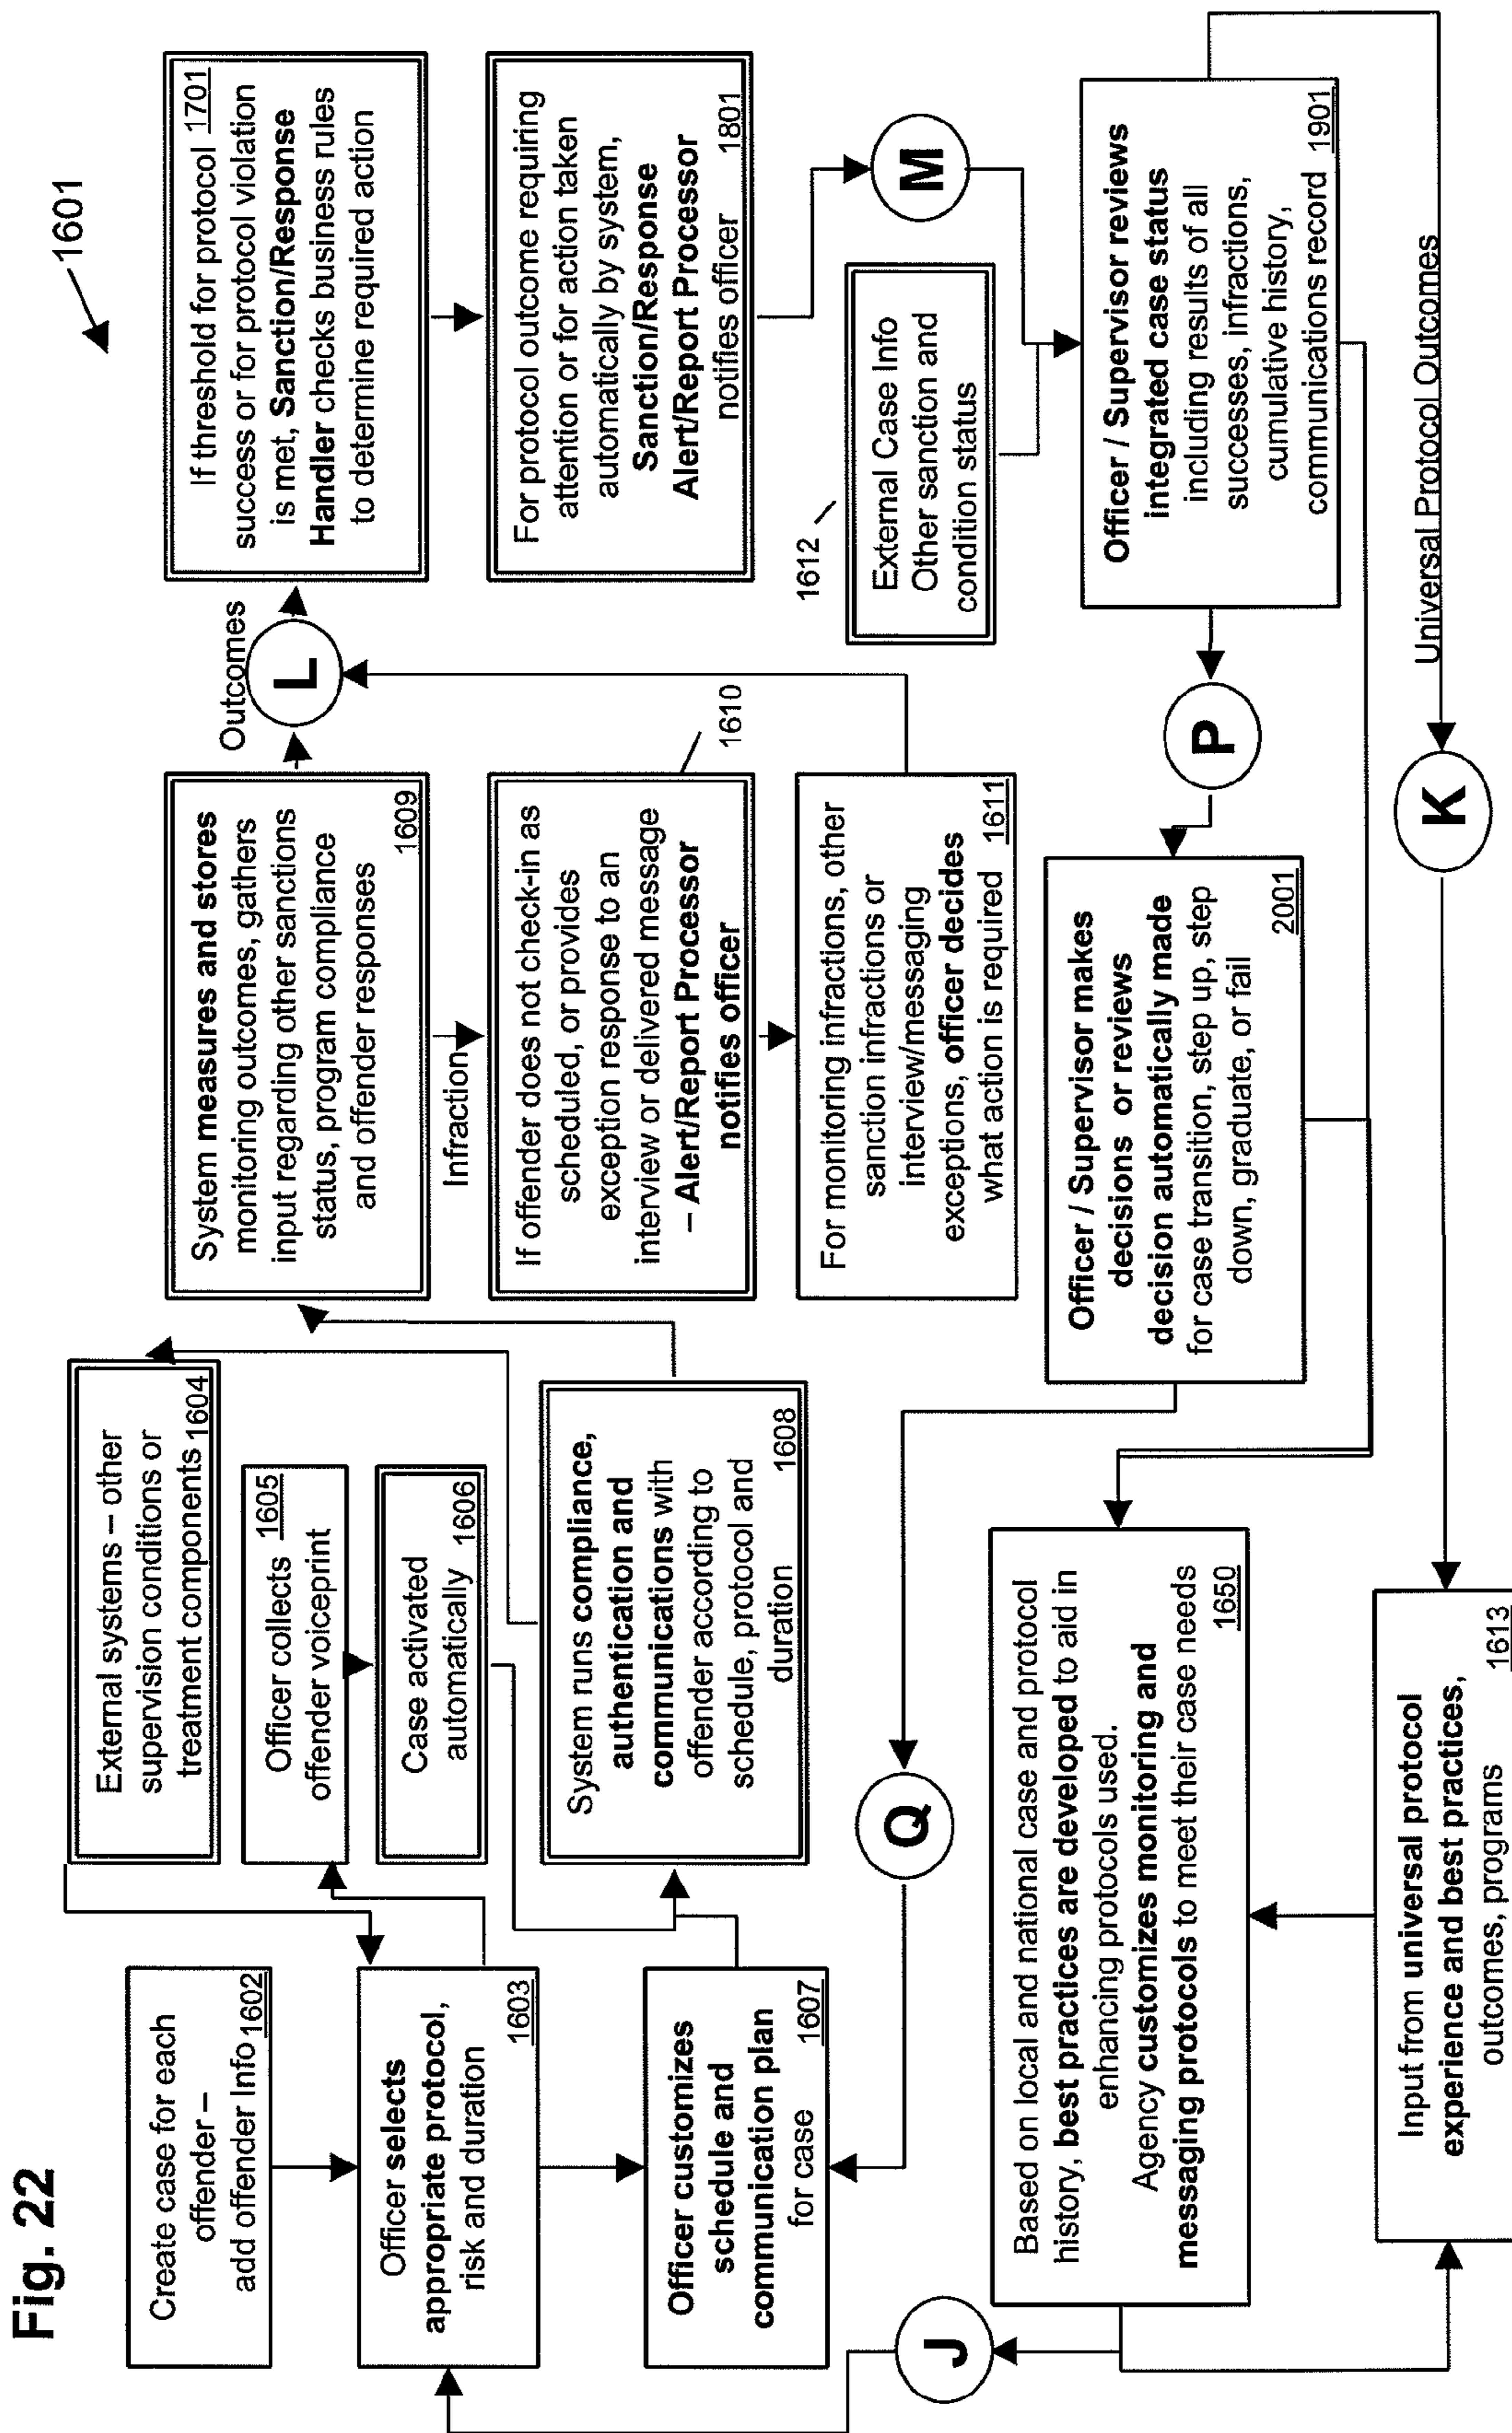 Fig. 22
1601
Create case for each
offender –
add offender Info 1602
Officer selects
appropriate protocol,
risk and duration
1603
Officer customizes
schedule and
communication plan
for case
1607
External systems – other
supervision conditions or
treatment components 1604
Officer collects 1605
offender voiceprint
Case activated
automatically 1606
System runs compliance,
authentication and
communications with
offender according to
schedule, protocol and
duration
1608
System measures and stores
monitoring outcomes, gathers
input regarding other sanctions
status, program compliance
and offender responses
1609
Infraction
If offender does not check-in as
scheduled, or provides
exception response to an
interview or delivered message
– Alert/Report Processor
notifies officer
1610
For monitoring infractions, other
sanction infractions or
interview/messaging
exceptions, officer decides
what action is required 1611
Outcomes
L
If threshold for protocol 1701
success or for protocol violation
is met, Sanction/Response
Handler checks business rules
to determine required action
For protocol outcome requiring
attention or for action taken
automatically by system,
Sanction/Response
Alert/Report Processor
notifies officer 1801
M
1612
External Case Info
Other sanction and
condition status
Officer / Supervisor reviews
integrated case status
including results of all
successes, infractions,
cumulative history,
communications record 1901
P
Officer / Supervisor makes
decisions or reviews
decision automatically made
for case transition, step up, step
down, graduate, or fail
2001
Q
Based on local and national case and protocol
history, best practices are developed to aid in
enhancing protocols used.
Agency customizes monitoring and
messaging protocols to meet their case needs
1650
J
Universal Protocol Outcomes
K
Input from universal protocol
experience and best practices,
outcomes, programs
1613